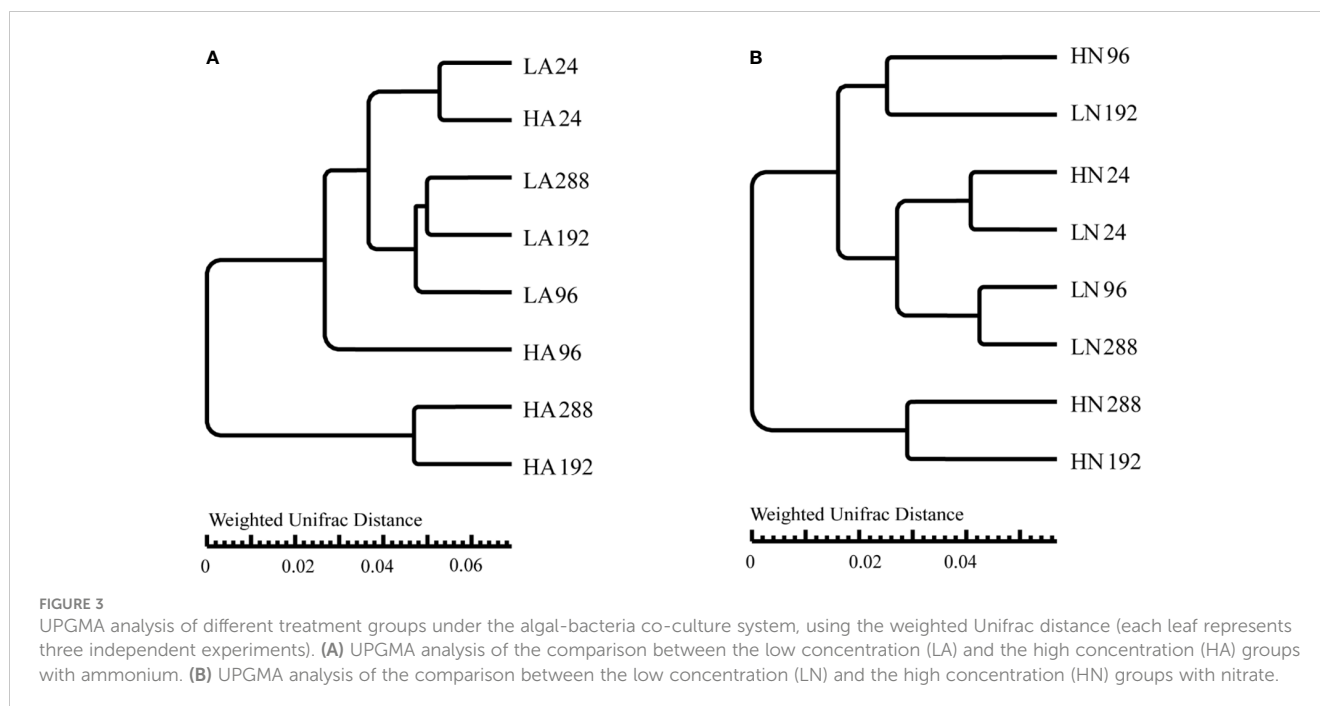 A
LA24
HA24
LA288
LA192
LA96
HA96
HA288
HA192
Weighted Unifrac Distance
0 0.02 0.04 0.06
B
HN96
LN192
HN24
LN24
LN96
LN288
HN288
HN192
Weighted Unifrac Distance
0 0.02 0.04
FIGURE 3
UPGMA analysis of different treatment groups under the algal-bacteria co-culture system, using the weighted Unifrac distance (each leaf represents
three independent experiments). (A) UPGMA analysis of the comparison between the low concentration (LA) and the high concentration (HA) groups
with ammonium. (B) UPGMA analysis of the comparison between the low concentration (LN) and the high concentration (HN) groups with nitrate.